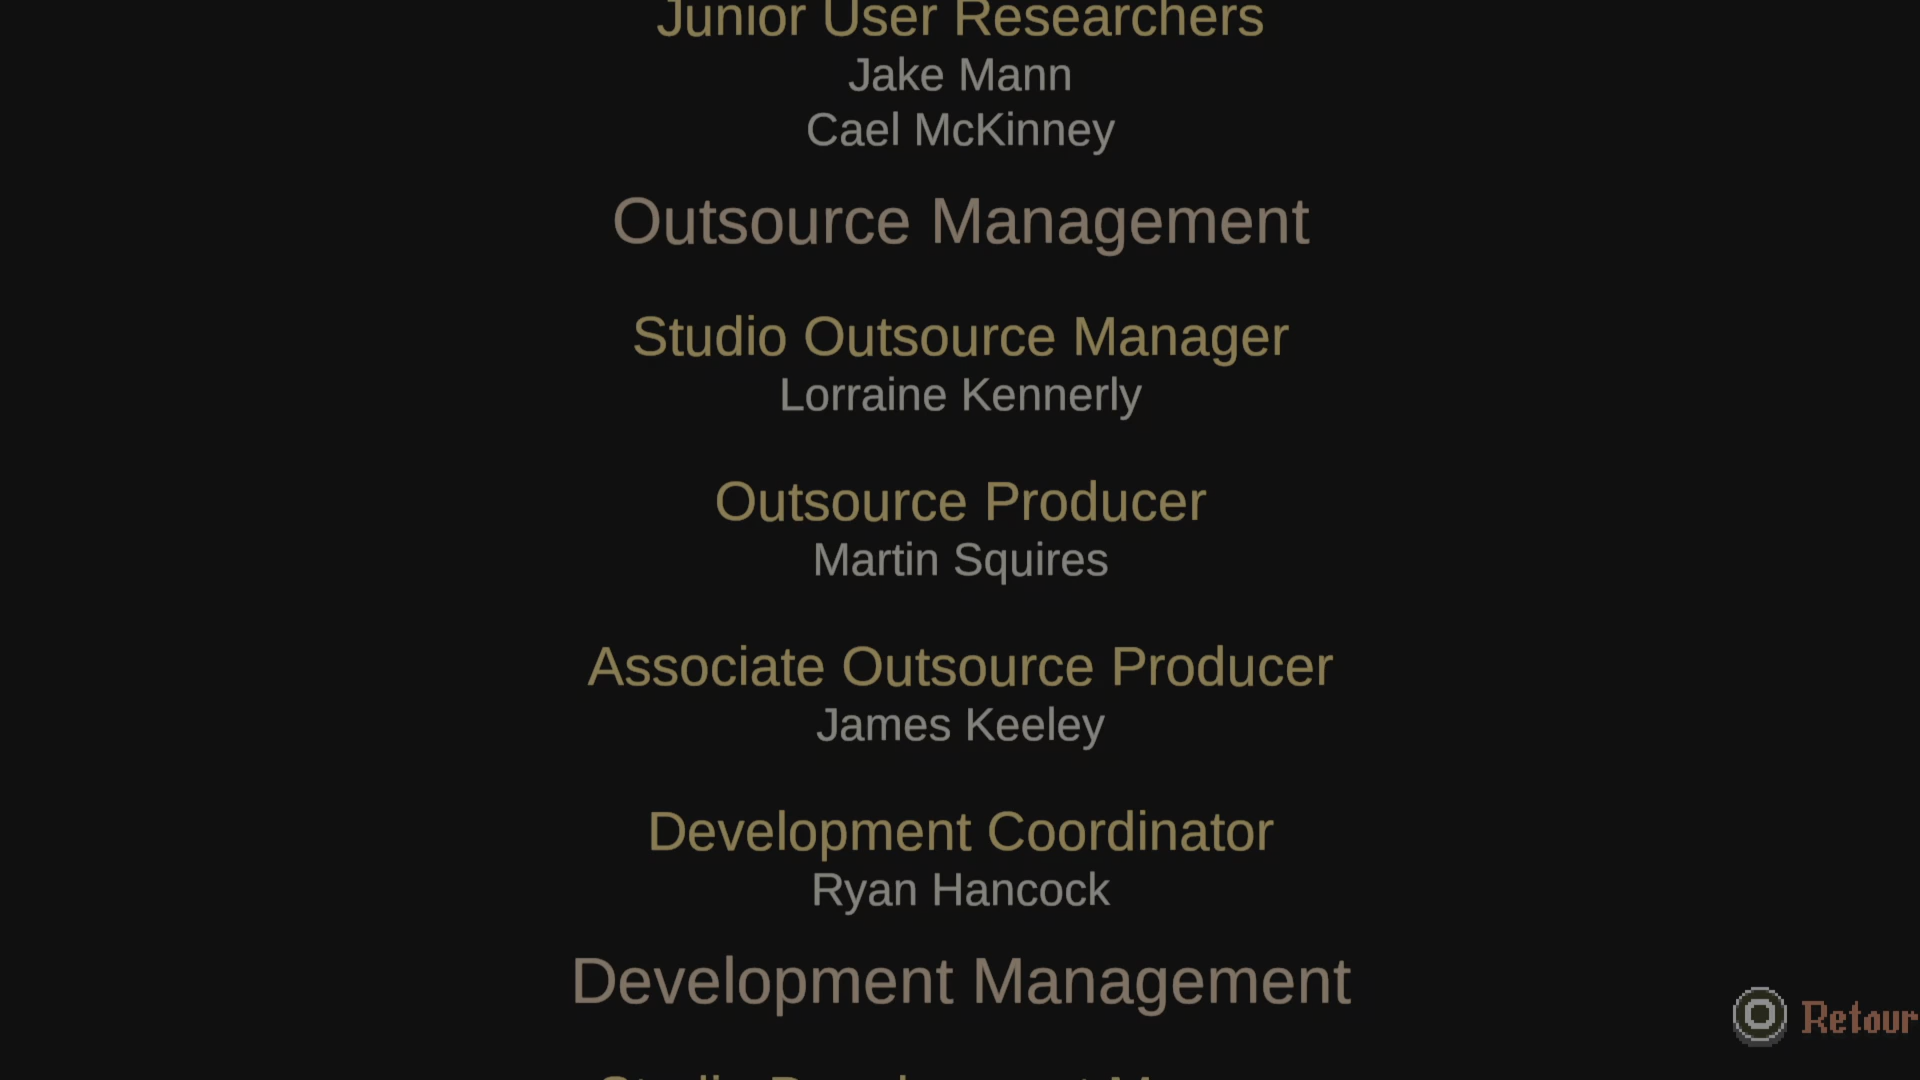 Junior User Researchers
Jake Mann
Cael McKinney
Outsource Management
Studio Outsource Manager
Lorraine Kennerly
Outsource Producer
Martin Squires
Associate Outsource Producer
James Keeley
Development Coordinator
Ryan Hancock
Development Management
Retour